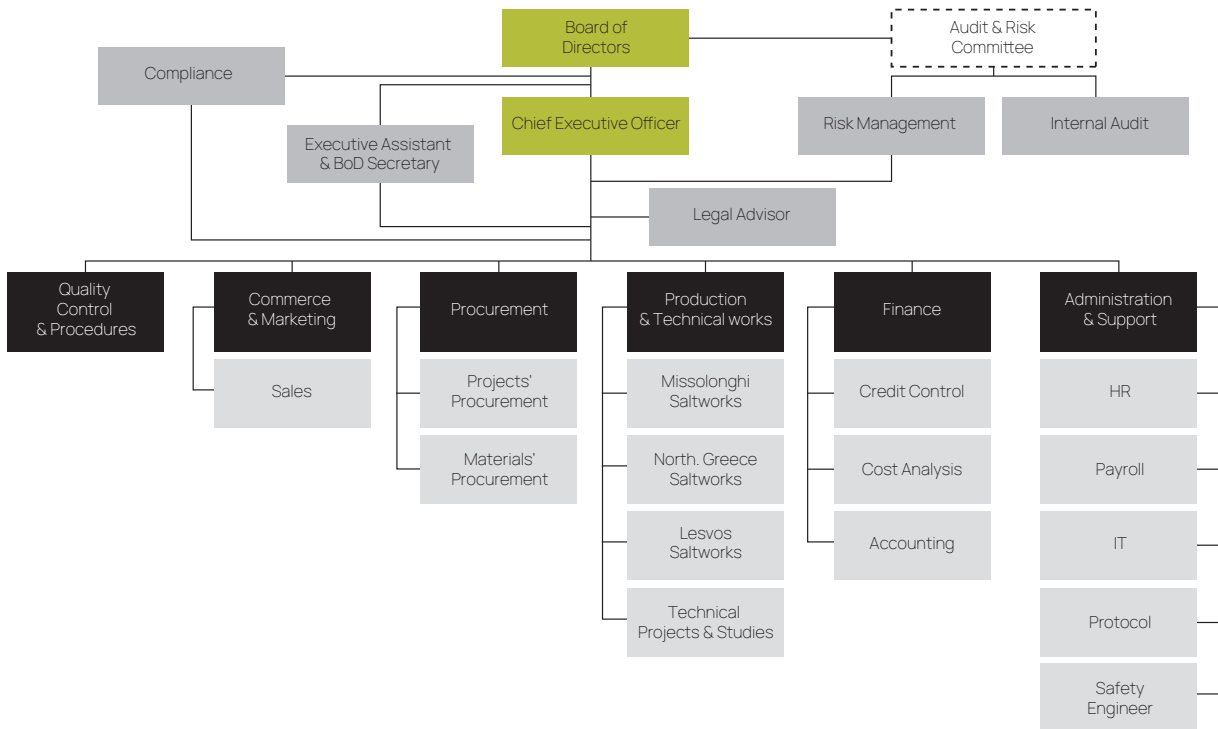 Board of
Directors
Audit & Risk
Committee
Compliance
Chief Executive Officer
Risk Management
Internal Audit
Executive Assistant
& BoD Secretary
Legal Advisor
Quality
Control
& Procedures
Commerce
& Marketing
Sales
Procurement
Projects'
Procurement
Materials'
Procurement
Production
& Technical works
Missolonghi
Saltworks
North. Greece
Saltworks
Lesvos
Saltworks
Technical
Projects & Studies
Finance
Credit Control
Cost Analysis
Accounting
Administration
& Support
HR
Payroll
IT
Protocol
Safety
Engineer